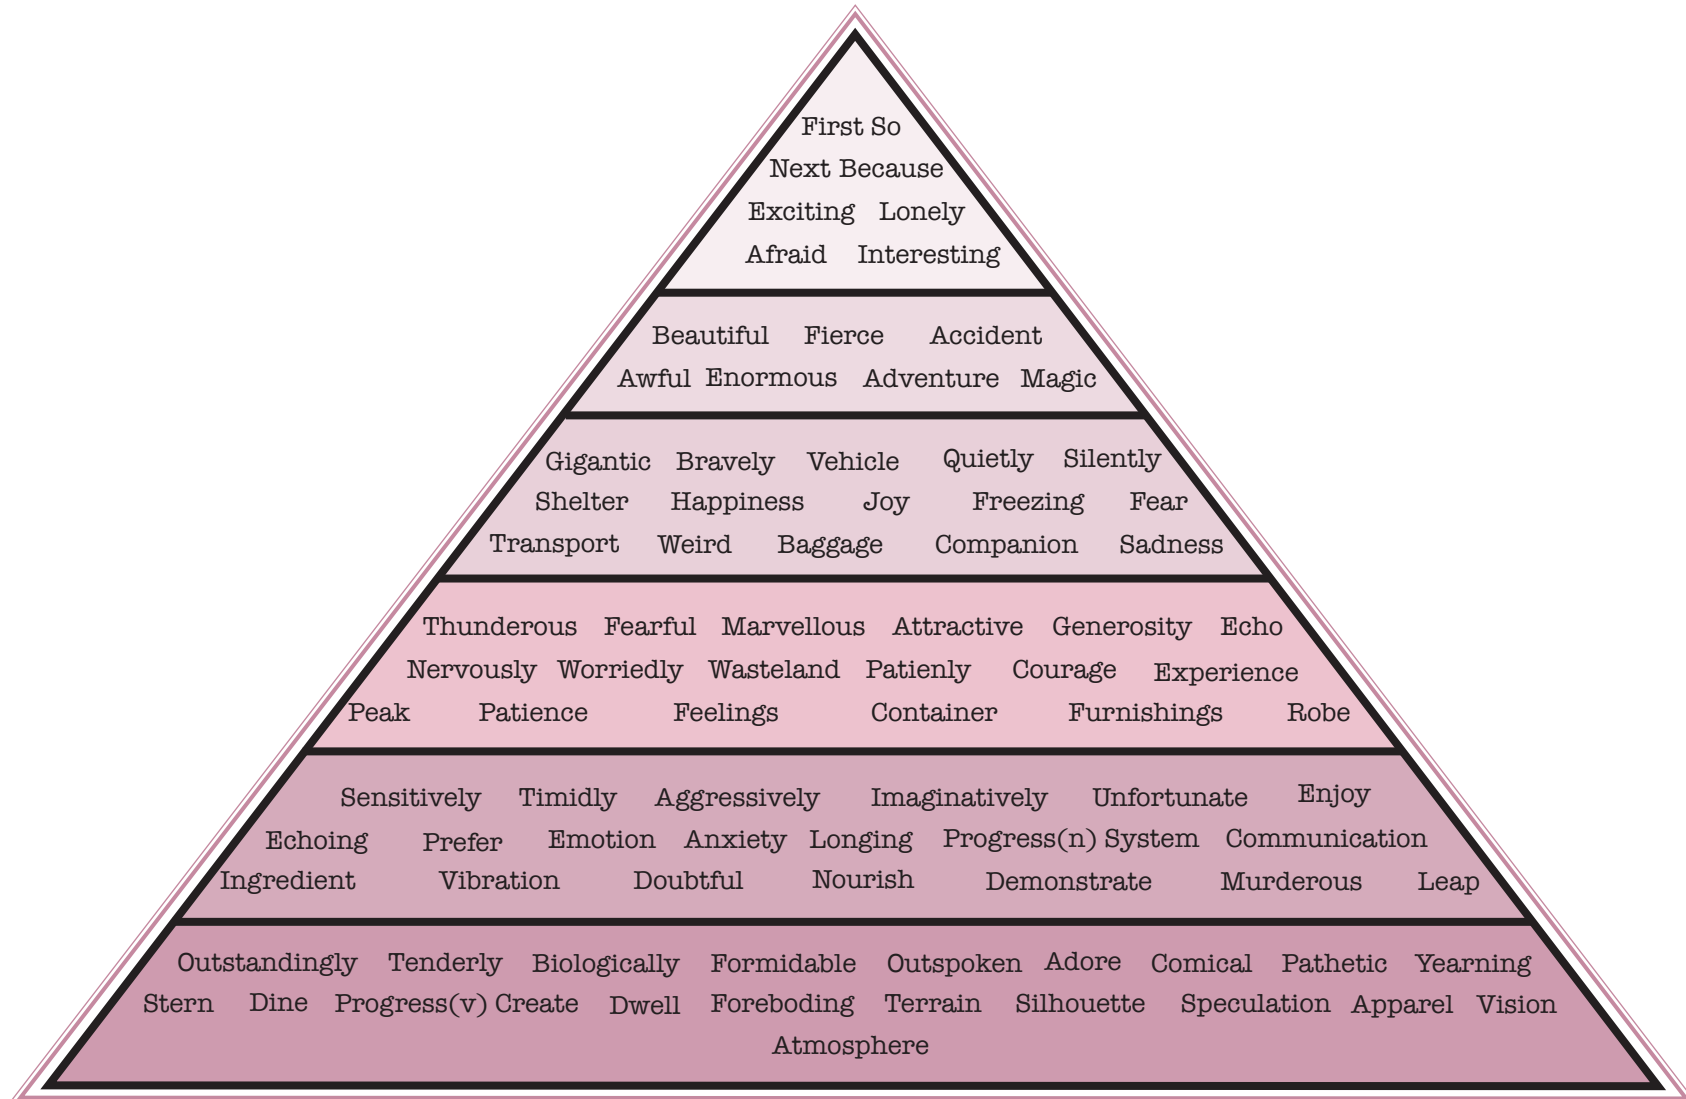 First So
Next Because
Exciting Lonely
Afraid Interesting
Beautiful Fierce Accident
Awful Enormous Adventure Magic
Gigantic Bravely Vehicle Quietly Silently
Shelter Happiness Joy Freezing Fear
Transport Weird Baggage Companion Sadness
Thunderous Fearful Marvellous Attractive Generosity Echo
Nervously Worriedly Wasteland Patienly Courage Experience
Peak Patience Feelings Container Furnishings Robe
Sensitively Timidly Aggressively Imaginatively Unfortunate Enjoy
Echoing Prefer Emotion Anxiety Longing Progress(n) System Communication
Ingredient Vibration Doubtful Nourish Demonstrate Murderous Leap
Outstandingly Tenderly Biologically Formidable Outspoken Adore Comical Pathetic Yearning
Stern Dine Progress(v) Create Dwell Foreboding Terrain Silhouette Speculation Apparel Vision
Atmosphere